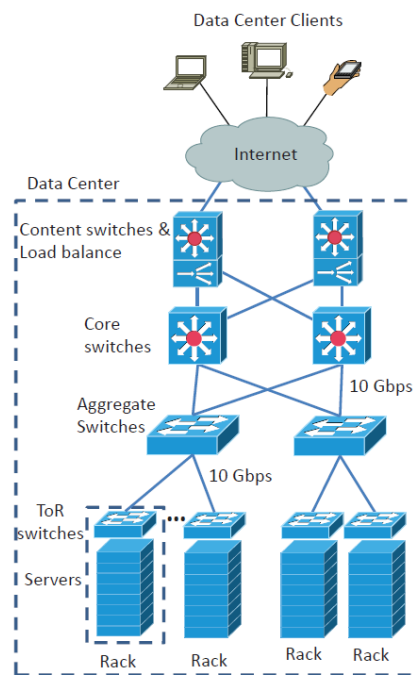 Data Center Clients
Internet
Data Center
Content switches &
Load balance
Core
switches
10 Gbps
Aggregate
Switches
10 Gbps
ToR
switches
...
Servers
Rack
Rack
Rack
Rack